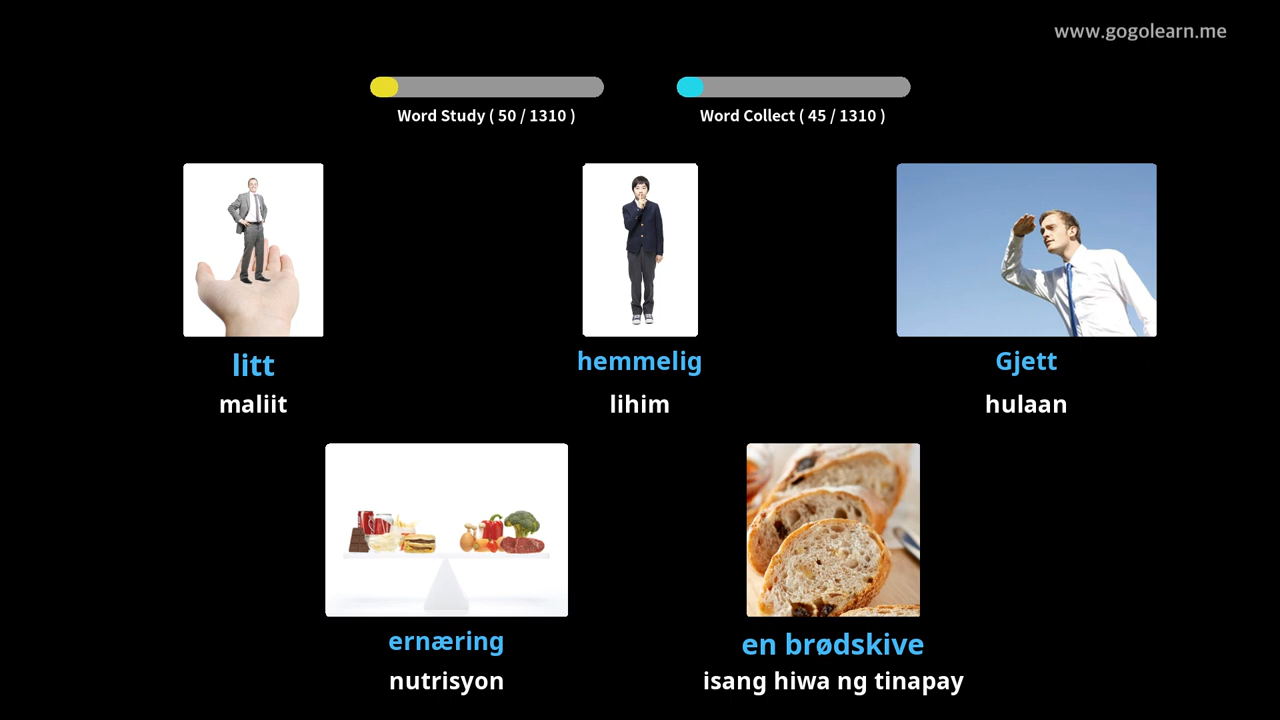 www.gogolearn.me
Word Study ( 50 / 1310 )
Word Collect ( 45 / 1310 )
litt
hemmelig
Gjett
maliit
lihim
hulaan
ernæring
en brødskive
nutrisyon
isang hiwa ng tinapay